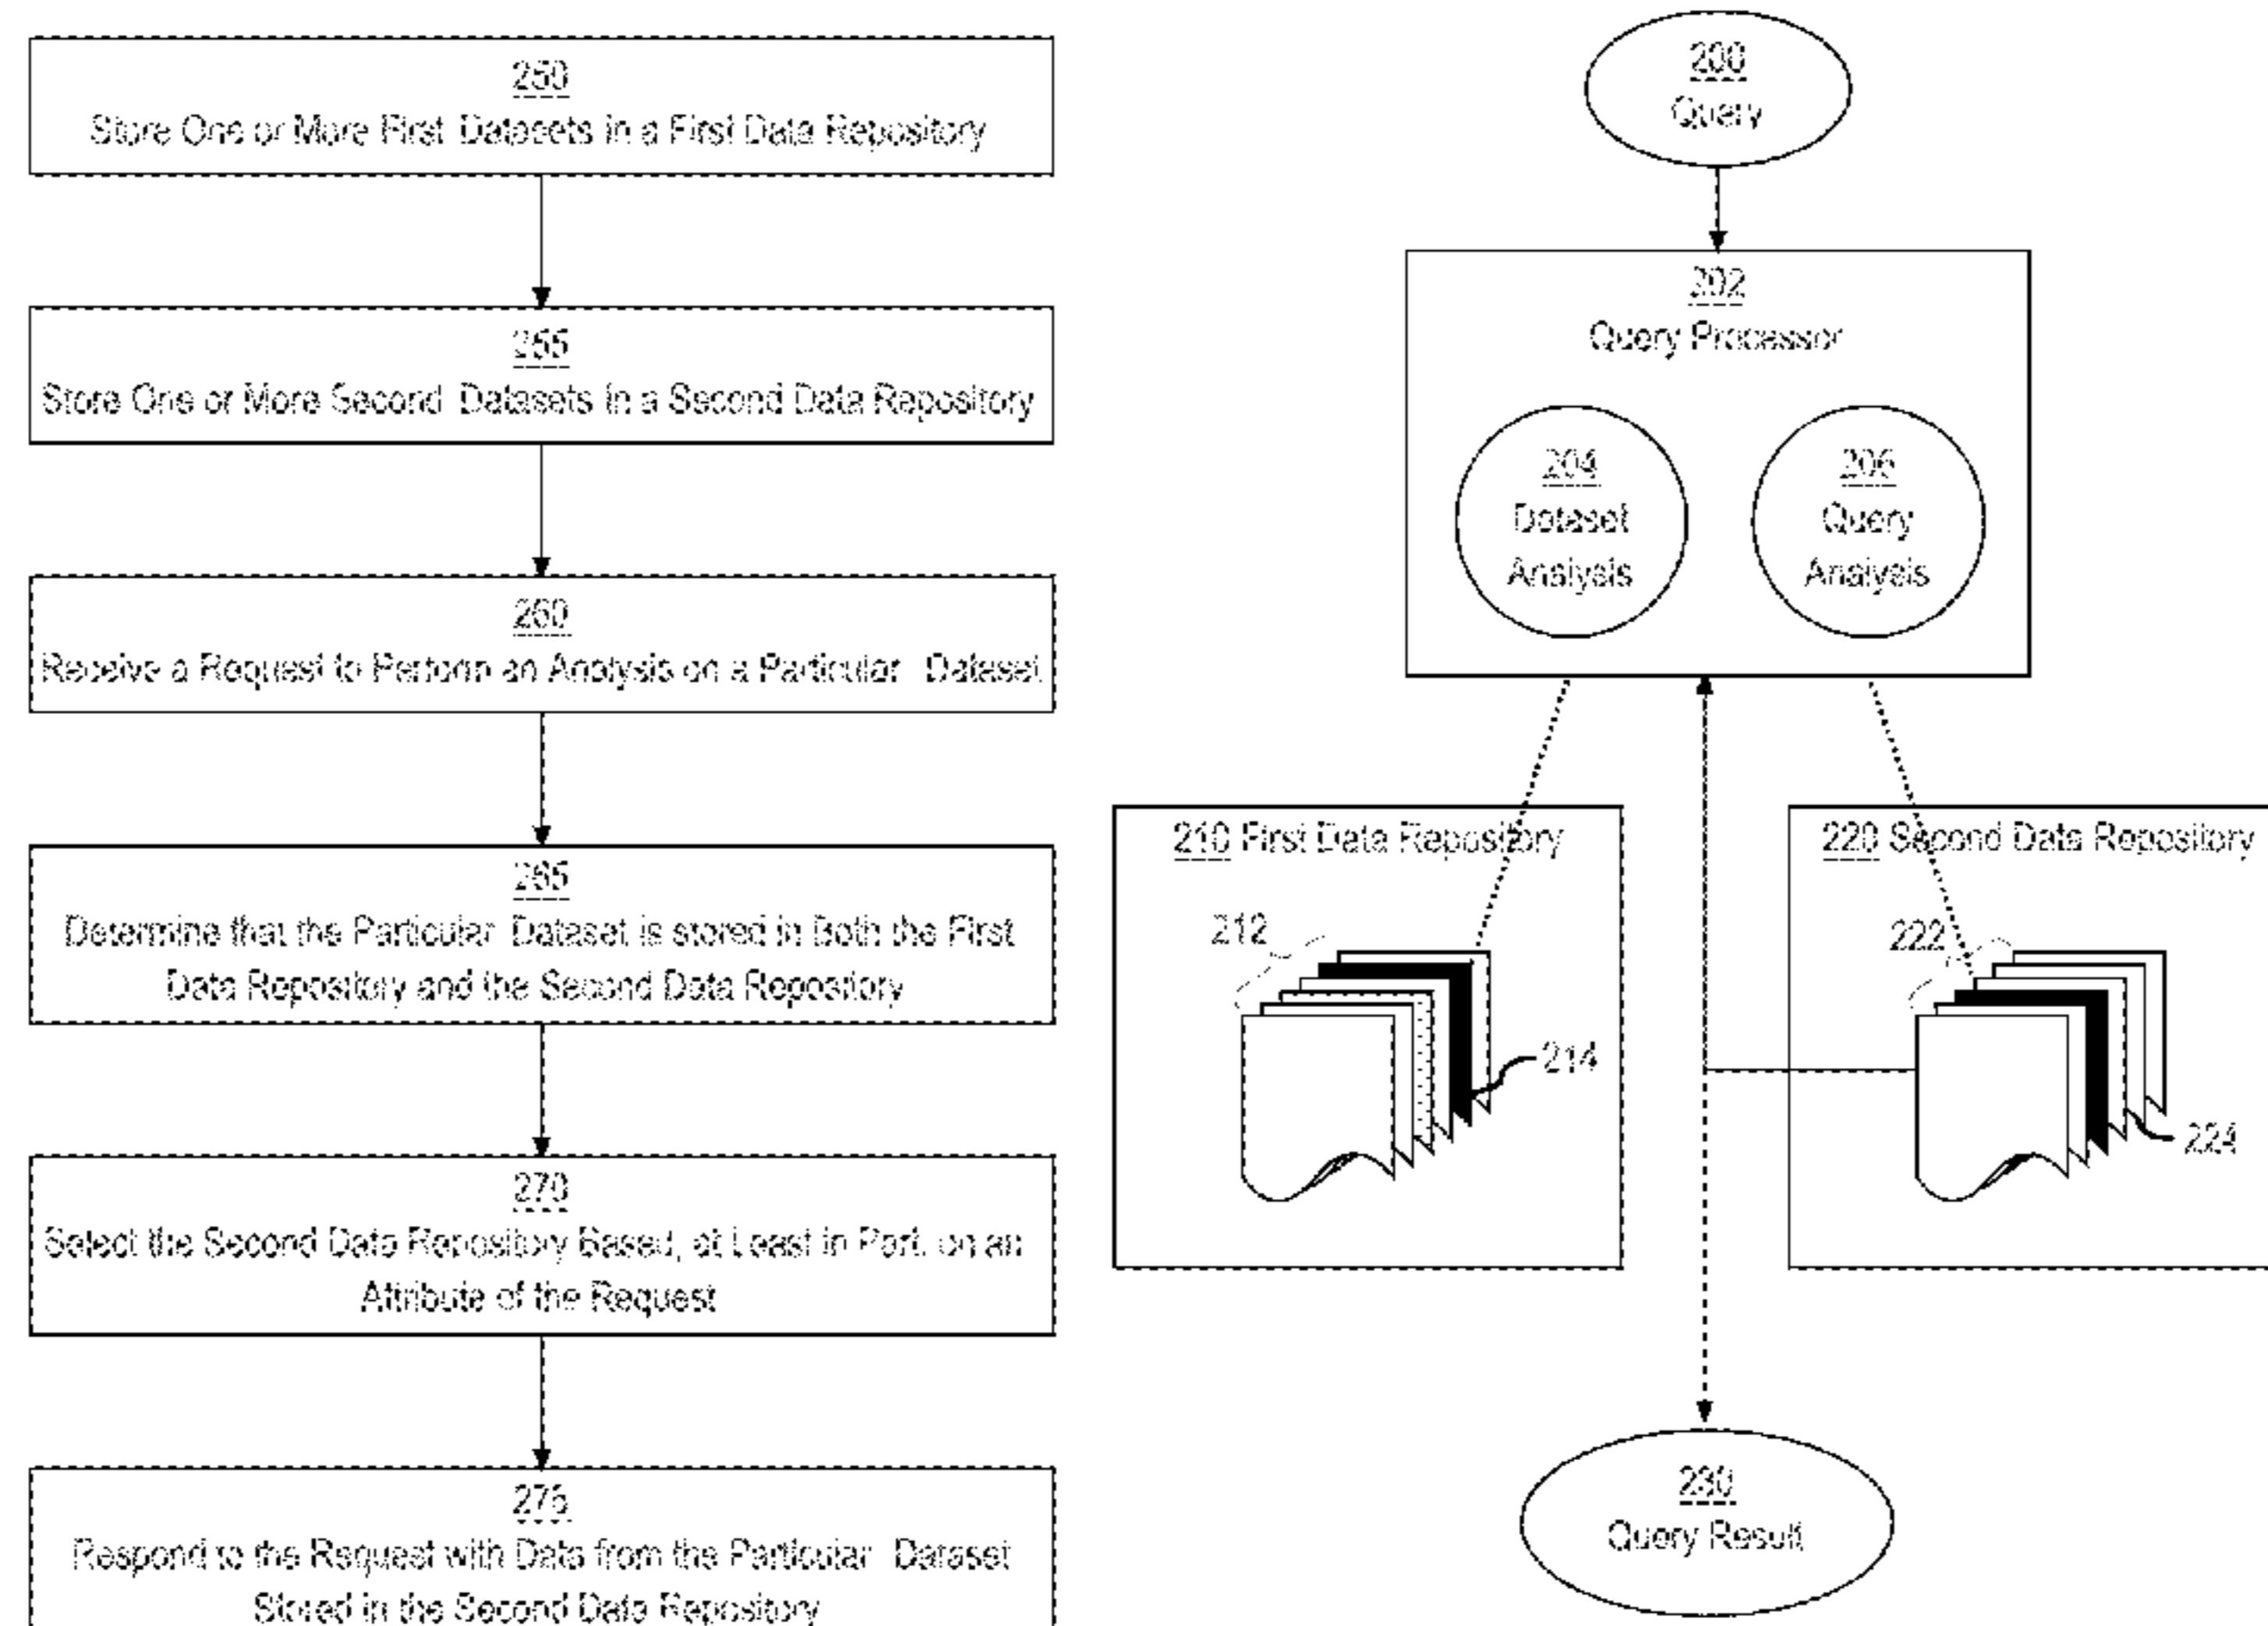 250
Store One or More First Datasets in a First Data Repository
255
Store One or More Second Datasets in a Second Data Repository
260
Receive a Request to Perform an Analysis on a Particular Dataset
265
Determine that the Particular Dataset is stored in Both the First
Data Repository and the Second Data Repository
270
Select the Second Data Repository Based, at Least in Part, on an
Attribute of the Request
275
Respond to the Request with Data from the Particular Dataset
Stored in the Second Data Repository
200
Query
202
Query Processor
204
Dataset
Analysis
206
Query
Analysis
210 First Data Repository
212
214
220 Second Data Repository
222
224
230
Query Result